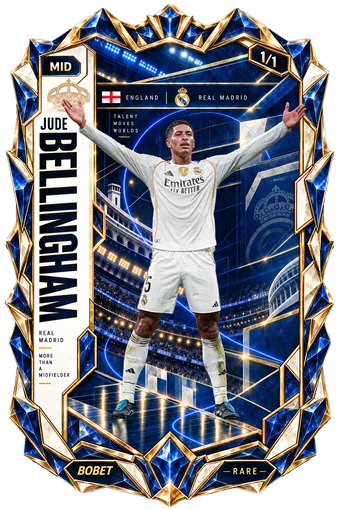 MID
1/1
ENGLAND
REAL MADRID
TALENT
MOVES
WORLDS
JUDE
BELLINGHAM
Emirates
FLY BETTER
5
REAL
MADRID
MORE
THAN
A
MIDFIELDER
BOBET
RARE